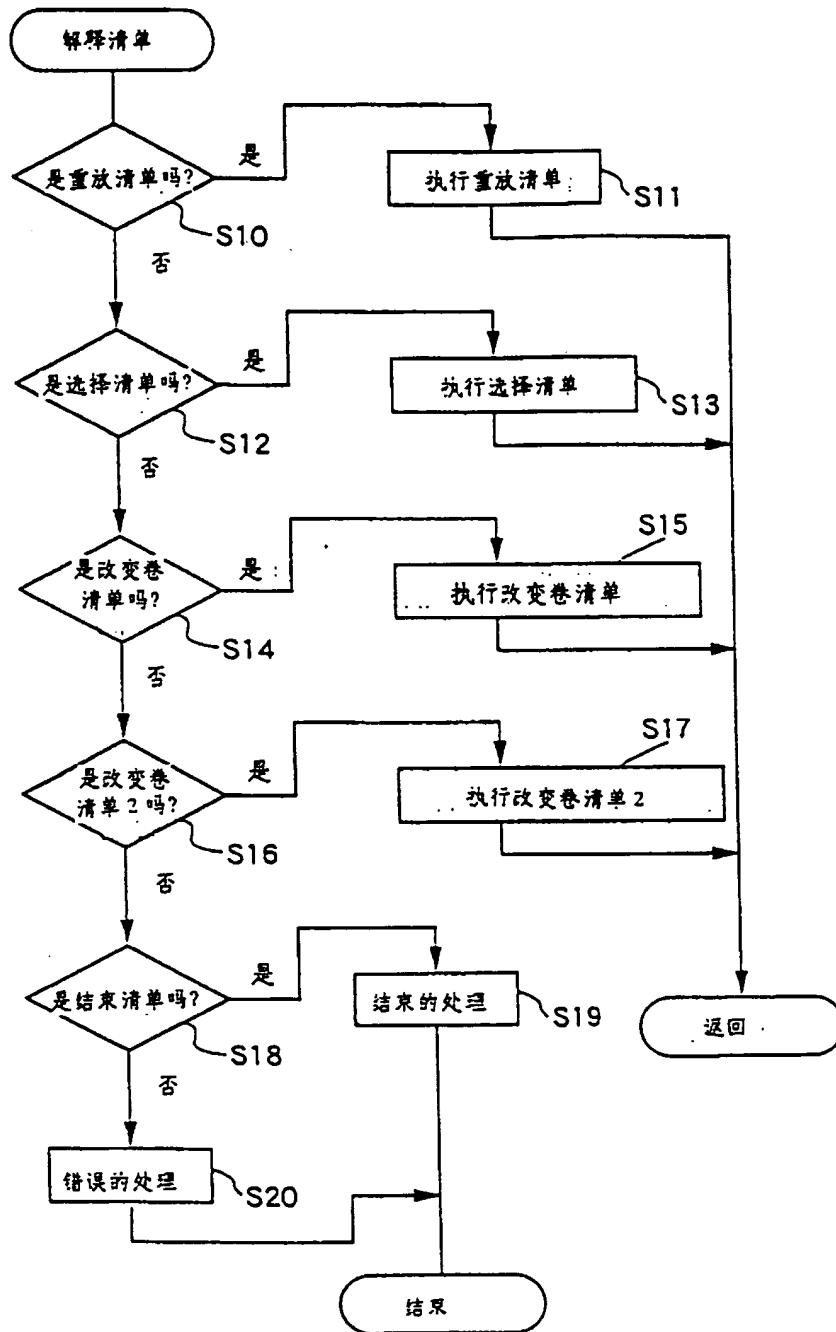 解释清单
是重放清单吗?
是
执行重放清单
S11
S10
否
是选择清单吗?
是
执行选择清单
S13
S12
否
是改变卷
清单吗?
是
S15
执行改变卷清单
S14
否
是改变卷
清单2吗?
是
S17
执行改变卷清单2
S16
否
是结束清单吗?
是
结束的处理
S19
返回
S18
否
错误的处理
S20
结束